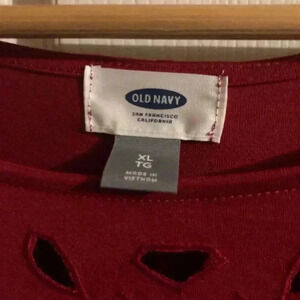 OLD NAVY
SAN FRANCISCO
CALIFORNIA
XL
TG
MADE IN
VIETNAM